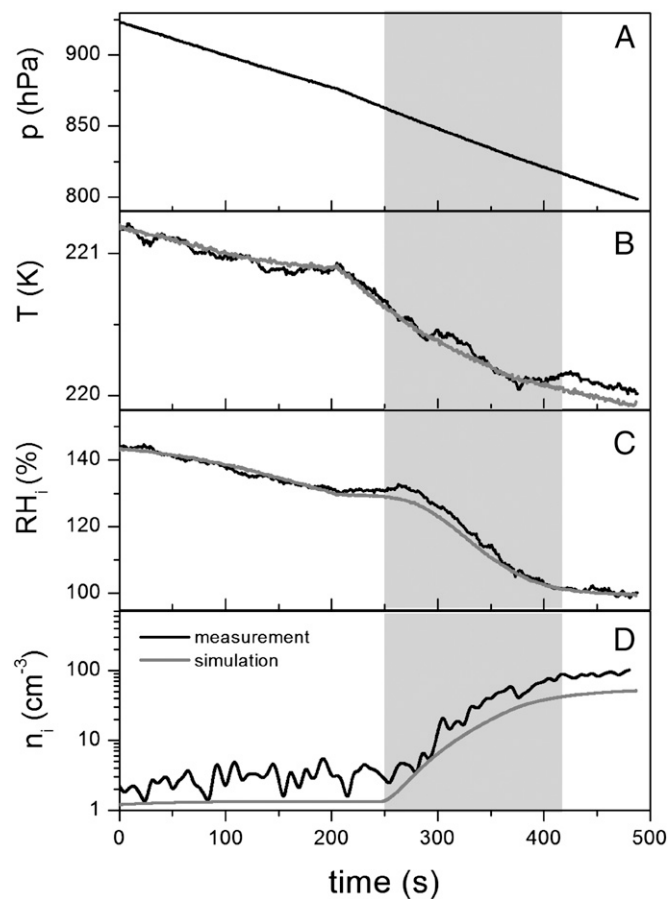 A
p (hPa)
900
850
800
B
T (K)
221
220
C
RHi (%)
140
120
100
D
measurement
simulation
ni (cm-3)
100
10
1
0 100 200 300 400 500
time (s)